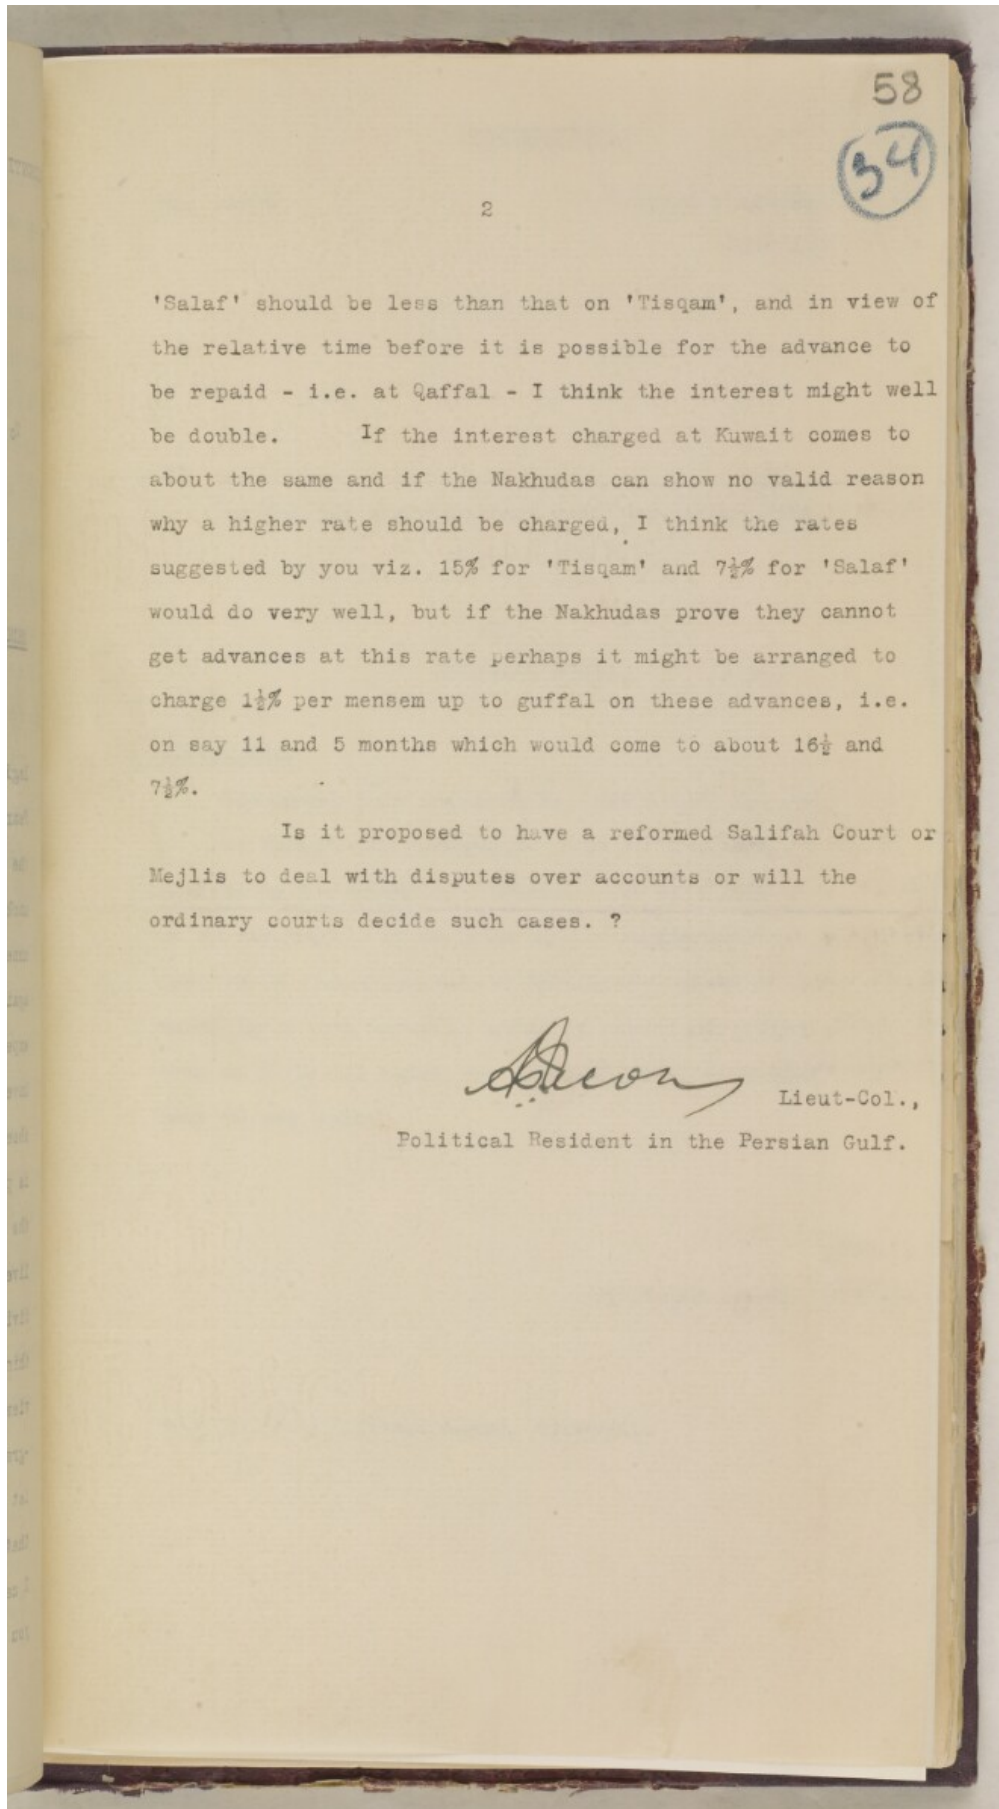 58
34
2
'Salaf' should be less than that on 'Tisqam', and in view of
the relative time before it is possible for the advance to
be repaid - i.e. at Qaffal - I think the interest might well
be double. If the interest charged at Kuwait comes to
about the same and if the Nakhudas can show no valid reason
why a higher rate should be charged, I think the rates
suggested by you viz. 15% for 'Tisqam' and 7½% for 'Salaf'
would do very well, but if the Nakhudas prove they cannot
get advances at this rate perhaps it might be arranged to
charge 1½% per mensem up to guffal on these advances, i.e.
on say 11 and 5 months which would come to about 16½ and
7½%.
Is it proposed to have a reformed Salifah Court or
Mejlis to deal with disputes over accounts or will the
ordinary courts decide such cases. ?
Lieut-Col.,
Political Resident in the Persian Gulf.